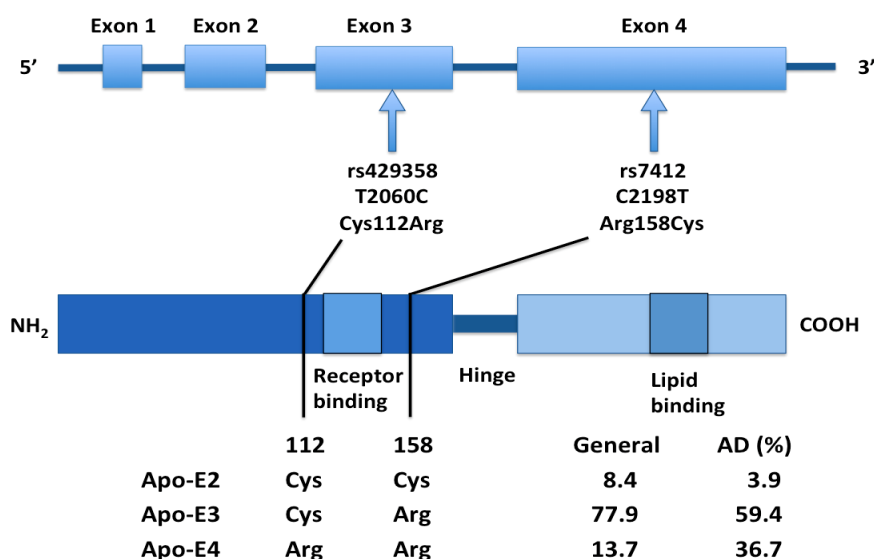 Exon 1 Exon 2 Exon 3 Exon 4
5’ 3’
rs429358 rs7412
T2060C C2198T
Cys112Arg Arg158Cys
NH2 COOH
Receptor binding Hinge Lipid binding
112 158 General AD (%)
Apo-E2 Cys Cys 8.4 3.9
Apo-E3 Cys Arg 77.9 59.4
Apo-E4 Arg Arg 13.7 36.7